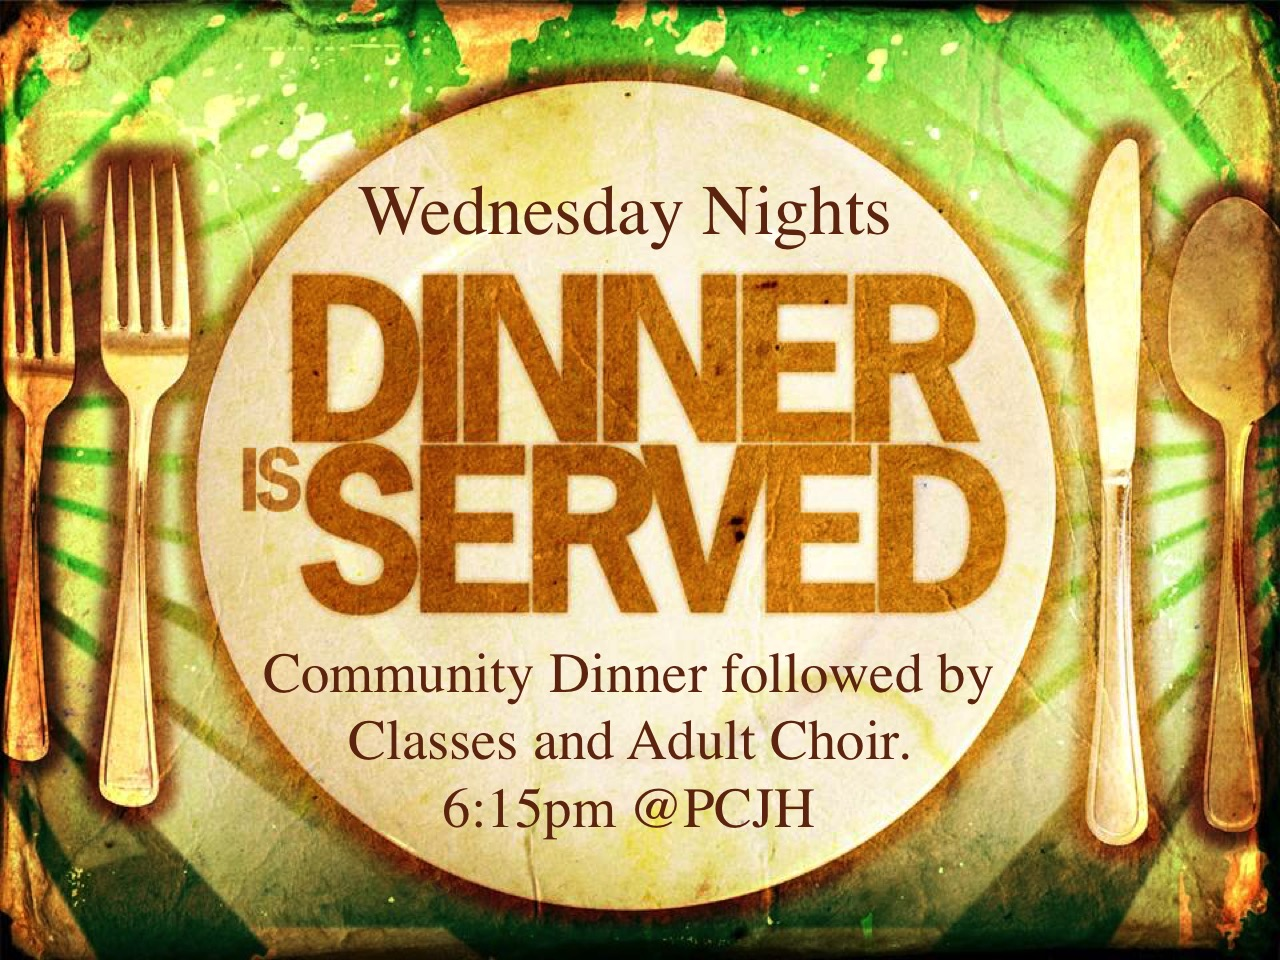 Wednesday Nights
DINNER
IS SERVED
Community Dinner followed by
Classes and Adult Choir.
6:15pm @PCJH